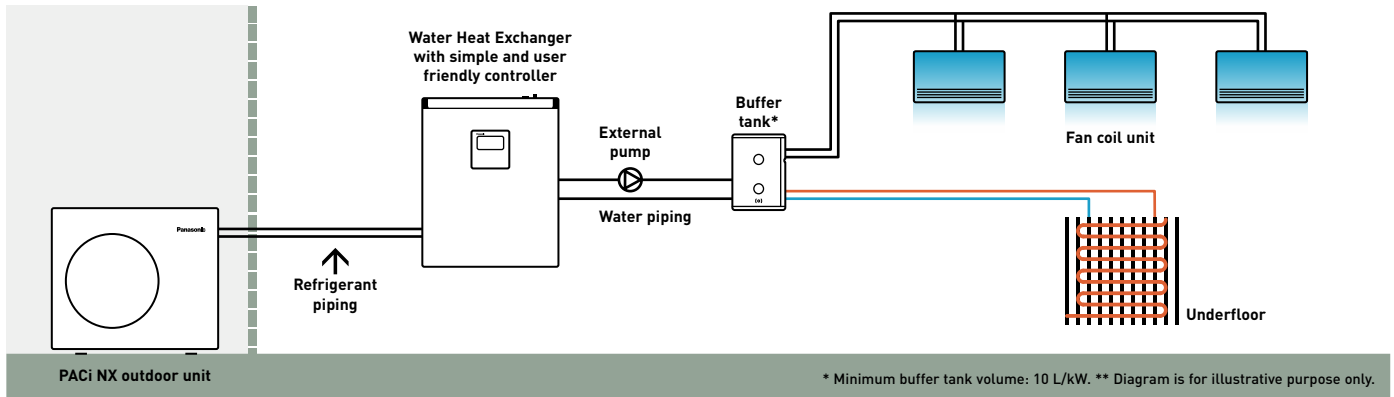 Water Heat Exchanger
with simple and user
friendly controller
External
pump
Water piping
Buffer
tank*
Fan coil unit
Underfloor
Panasonic
Refrigerant
piping
PACi NX outdoor unit
* Minimum buffer tank volume: 10 L/kW. ** Diagram is for illustrative purpose only.